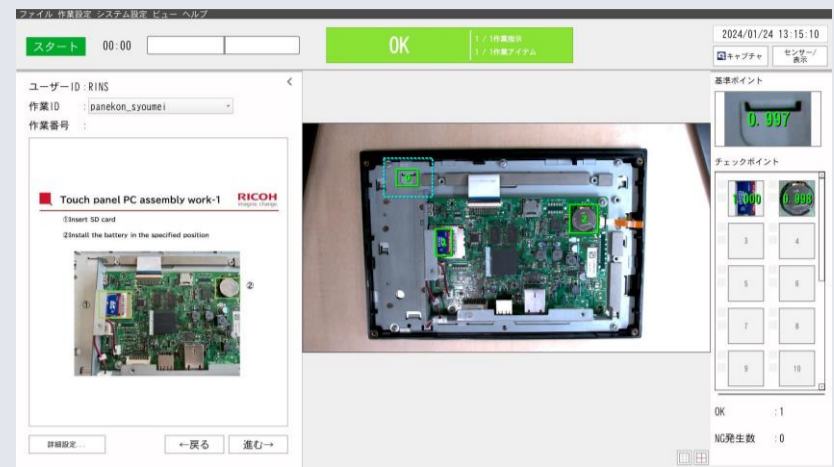 ファイル 作業設定 システム設定 ビュー ヘルプ
スタート
00:00
OK
1 / 1作業指示
1 / 1作業アイテム
2024/01/24 13:15:10
キャプチャ
センサー/
表示
ユーザーID:RINS
作業ID :panekon_syoumei
作業番号 :
Touch panel PC assembly work-1
RICOH
imagine. change.
①Insert SD card
②Install the battery in the specified position
①
②
詳細設定...
←戻る
進む→
基準ポイント
0.997
チェックポイント
1.000
0.998
3
4
5
6
7
8
9
10
OK :1
NG発生数 :0